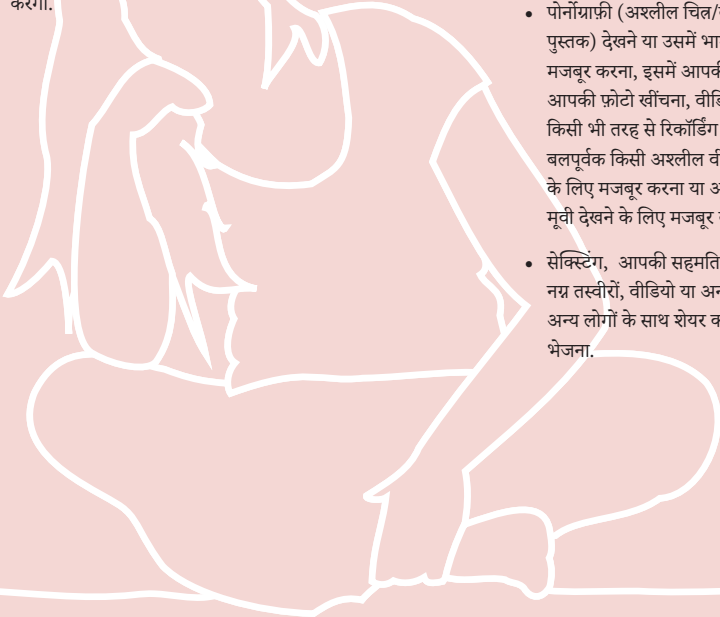 करेगा.
पोर्नोग्राफ़ी (अश्लील चित्र/
पुस्तक) देखने या उसमें
मजबूर करना, इसमें आपकी
आपकी फ़ोटो खींचना,
किसी भी तरह से रिकॉर्डिंग
बलपूर्वक किसी अश्लील
के लिए मजबूर करना या
मूवी देखने के लिए मजबूर
सेक्स्टिंग, आपकी सहमति
नग्न तस्वीरों, वीडियो या
अन्य लोगों के साथ शेयर
भेजना.